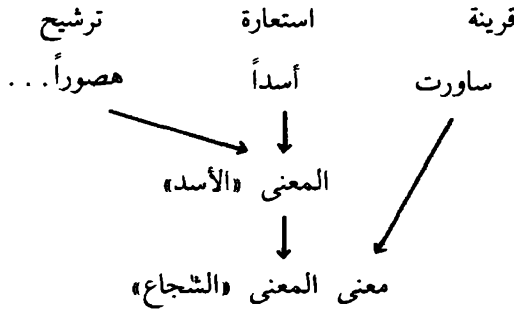 قرينة استعارة ترشيح
ساورت أسداً هصوراً...
المعنى «الأسد»
معنى المعنى «الشجاع»